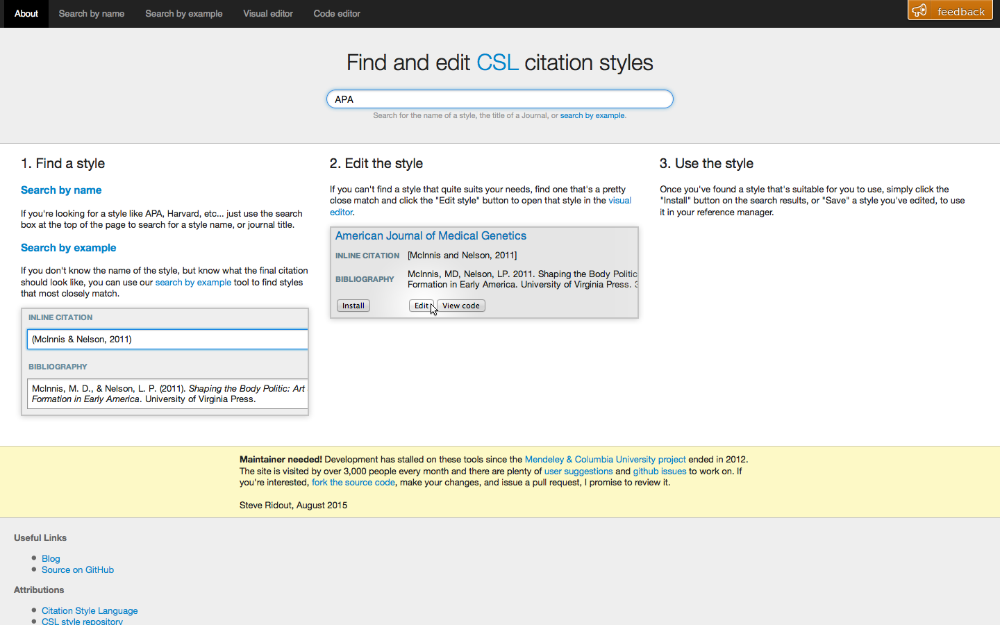 About
Search by name
Search by example
Visual editor
Code editor
feedback
Find and edit CSL citation styles
APA
Search for the name of a style, the title of a Journal, or search by example.
1. Find a style
Search by name
If you're looking for a style like APA, Harvard, etc... just use the search
box at the top of the page to search for a style name, or journal title.
Search by example
If you don't know the name of the style, but know what the final citation
should look like, you can use our search by example tool to find styles
that most closely match.
INLINE CITATION
(McInnis & Nelson, 2011)
BIBLIOGRAPHY
McInnis, M. D., & Nelson, L. P. (2011). Shaping the Body Politic: Art
Formation in Early America. University of Virginia Press.
2. Edit the style
If you can't find a style that quite suits your needs, find one that's a pretty
close match and click the "Edit style" button to open that style in the visual
editor.
American Journal of Medical Genetics
INLINE CITATION [McInnis and Nelson, 2011]
BIBLIOGRAPHY
McInnis, MD, Nelson, LP. 2011. Shaping the Body Politic
Formation in Early America. University of Virginia Press. 3
Install
Edit
View code
3. Use the style
Once you've found a style that's suitable for you to use, simply click the
"Install" button on the search results, or "Save" a style you've edited, to use
it in your reference manager.
Maintainer needed! Development has stalled on these tools since the Mendeley & Columbia University project ended in 2012.
The site is visited by over 3,000 people every month and there are plenty of user suggestions and github issues to work on. If
you're interested, fork the source code, make your changes, and issue a pull request, I promise to review it.
Steve Ridout, August 2015
Useful Links
Blog
Source on GitHub
Attributions
Citation Style Language
CSL style repository